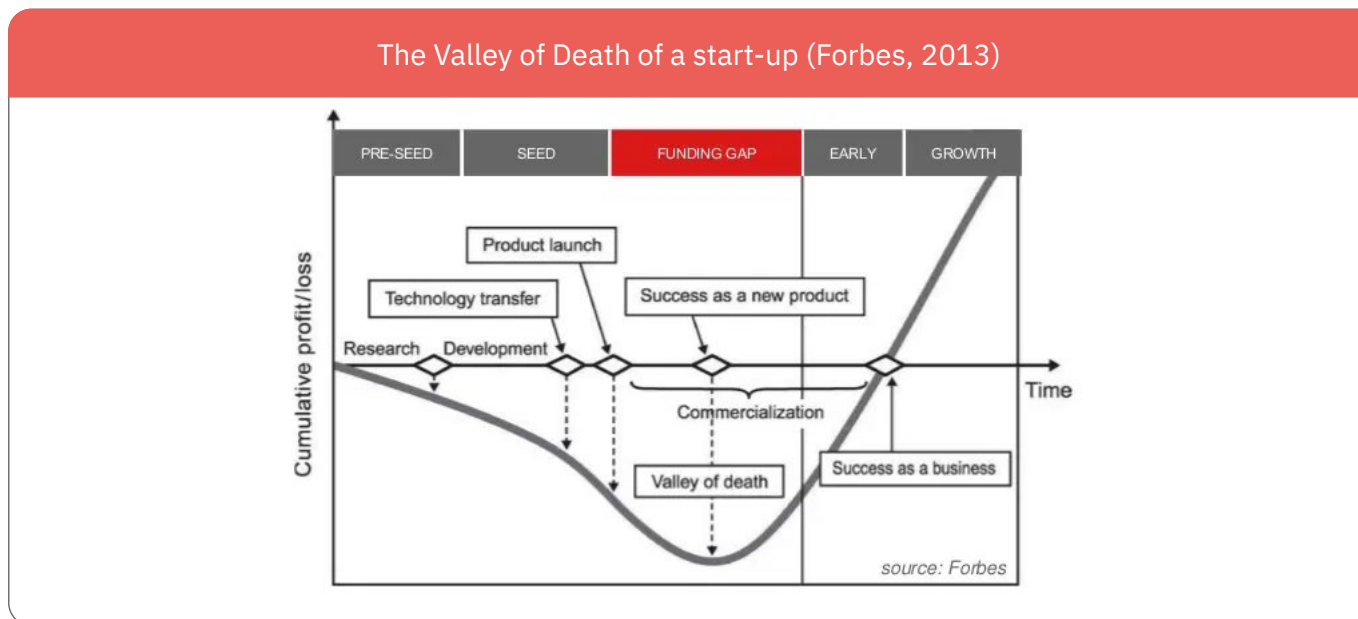 The Valley of Death of a start-up (Forbes, 2013)
PRE-SEED
SEED
FUNDING GAP
EARLY
GROWTH
Cumulative profit/loss
Product launch
Technology transfer
Success as a new product
Research
Development
Time
Commercialization
Valley of death
Success as a business
source: Forbes